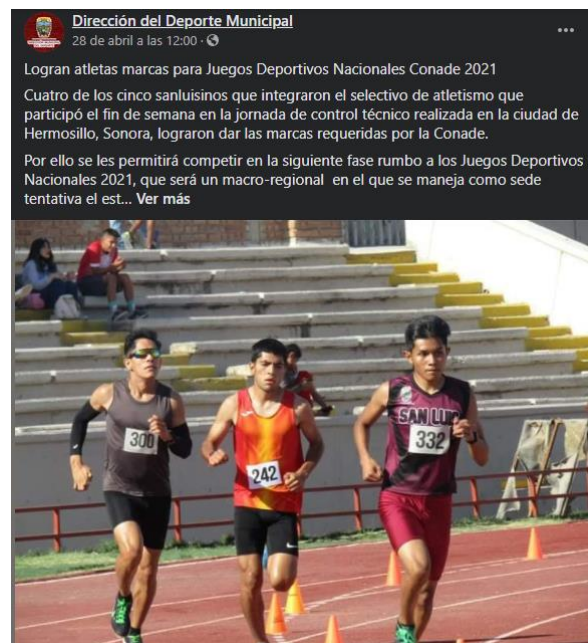 Dirección del Deporte Municipal
28 de abril a las 12:00 ·
Logran atletas marcas para Juegos Deportivos Nacionales Conade 2021
Cuatro de los cinco sanluisinos que integraron el selectivo de atletismo que
participó el fin de semana en la jornada de control técnico realizada en la ciudad de
Hermosillo, Sonora, lograron dar las marcas requeridas por la Conade.
Por ello se les permitirá competir en la siguiente fase rumbo a los Juegos Deportivos
Nacionales 2021, que será un macro-regional en el que se maneja como sede
tentativa el est... Ver más
300
242
SAN LUIS
332